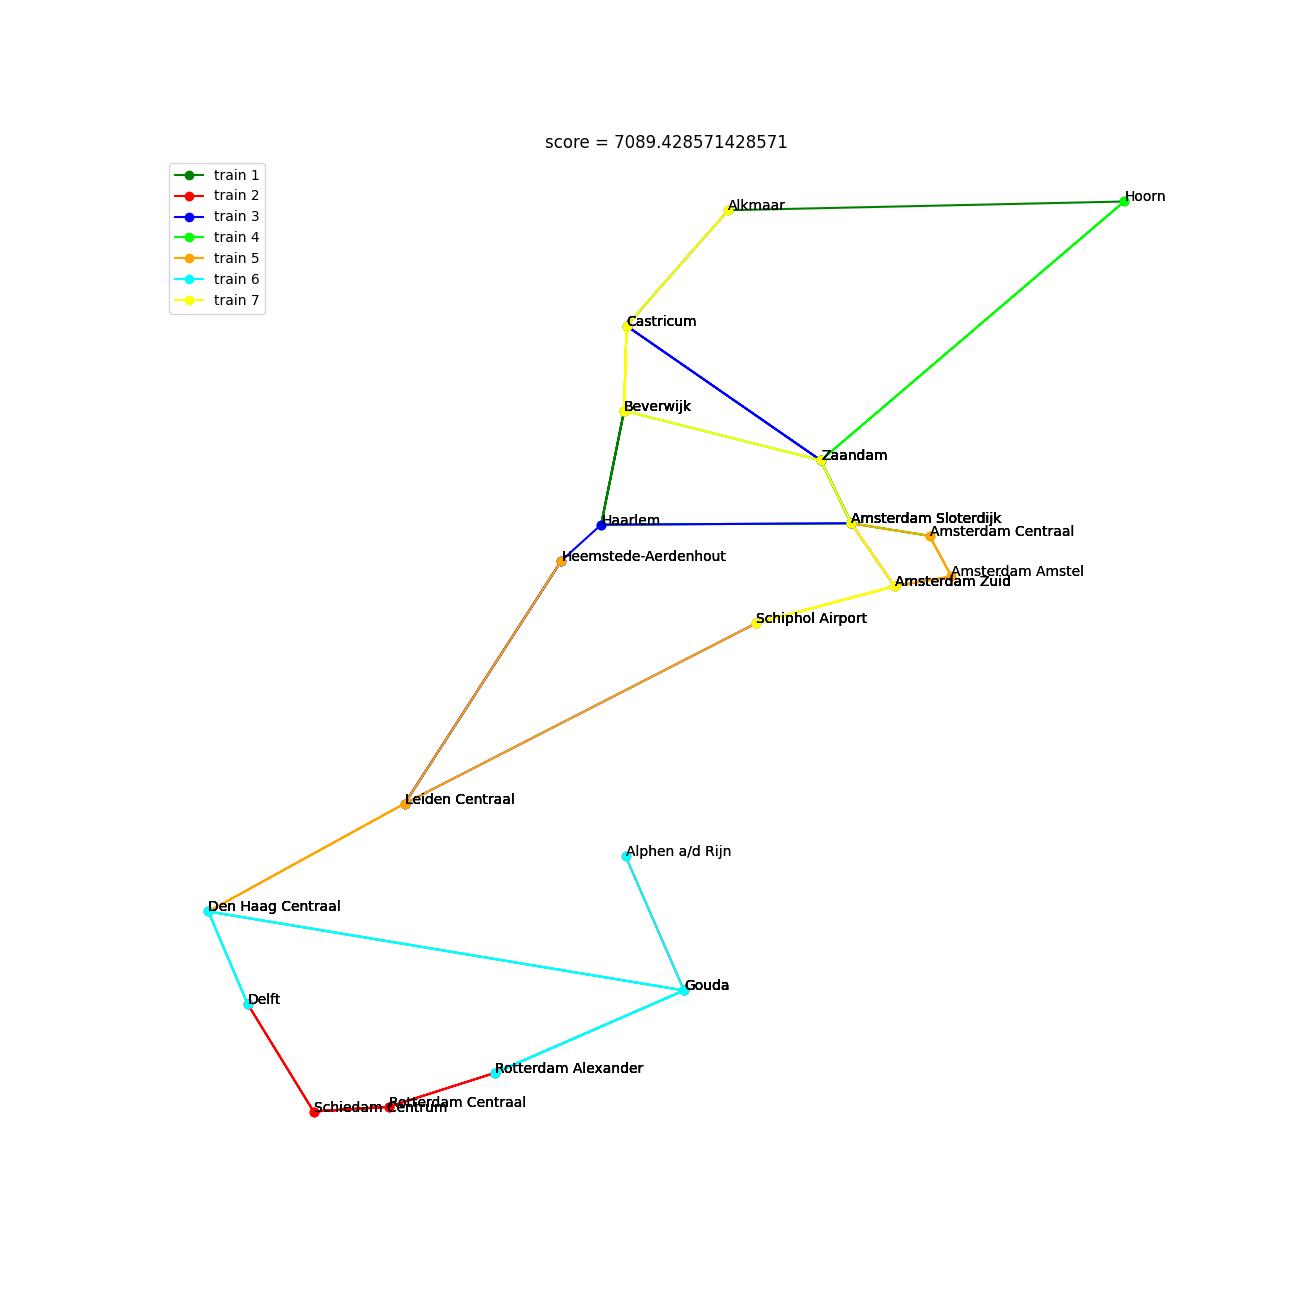 score = 7089.428571428571
train 1
train 2
train 3
train 4
train 5
train 6
train 7
Hoorn
Alkmaar
Castricum
Beverwijk
Zaandam
Haarlem
Amsterdam Sloterdijk
Amsterdam Centraal
Heemstede-Aerdenhout
Amsterdam Amstel
Amsterdam Zuid
Schiphol Airport
Leiden Centraal
Alphen a/d Rijn
Den Haag Centraal
Gouda
Delft
Rotterdam Alexander
Rotterdam Centraal
Schiedam Centrum